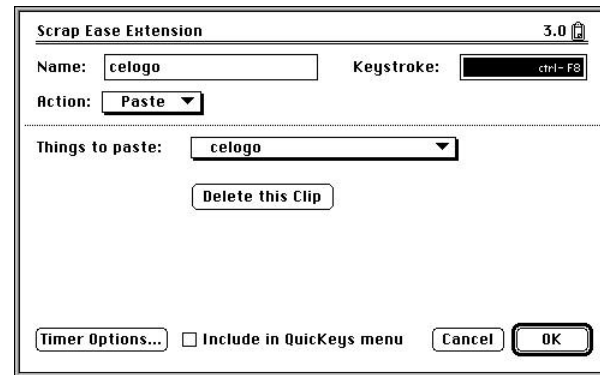 Scrap Ease Extension 3.0
Name: celogo Keystroke: ctrl-F8
Action: Paste
Things to paste: celogo
Delete this Clip
Timer Options... Include in QuicKeys menu Cancel OK